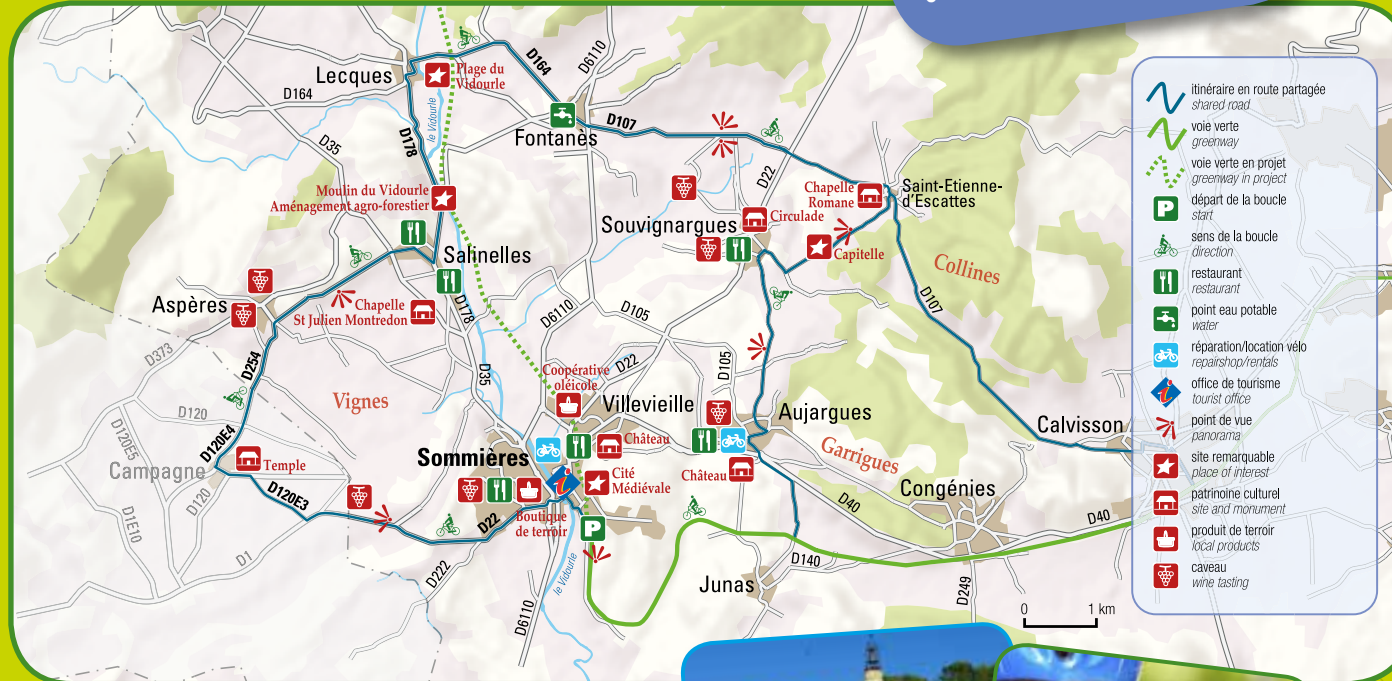 Lecques
Plage du
Vidourle
D164
D164
D6110
D35
le Vidourle
D178
Fontanès
D107
D22
Moulin du Vidourle
Aménagement agro-forestier
Chapelle
Romane
Saint-Etienne-
d'Escattes
Souvignargues
Circulade
Capitelle
Salinelles
Collines
Aspères
Chapelle
St Julien Montredon
D178
D6110
D105
D107
D373
D254
D35
D22
D105
Coopérative
oléicole
Vignes
D120
D120E5
D120E4
Villevieille
Aujargues
Calvisson
Château
Garrigues
Campagne
Temple
Sommières
Cité
Médiévale
Château
Congénies
D120
D120E3
D1E10
D22
Boutique
de terroir
D40
D40
D1
D222
le Vidourle
D140
Junas
D249
D6110
0 1 km
itinéraire en route partagée
shared road
voie verte
greenway
voie verte en projet
greenway in project
P
départ de la boucle
start
sens de la boucle
direction
restaurant
restaurant
point eau potable
water
réparation/location vélo
repairshop/rentals
i
office de tourisme
tourist office
point de vue
panorama
site remarquable
place of interest
patrimoine culturel
site and monument
produit de terroir
local products
caveau
wine tasting
i
P